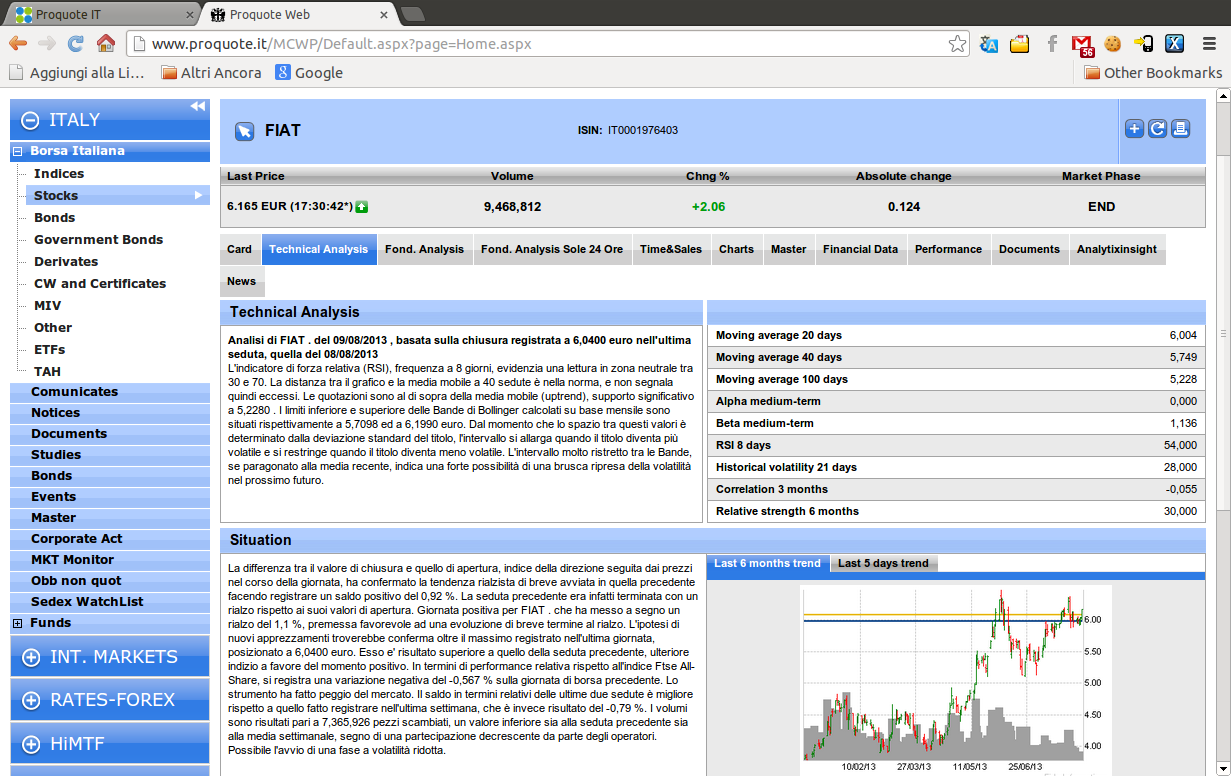 Proquote IT
Proquote Web
www.proquote.it/MCWP/Default.aspx?page=Home.aspx
56
Aggiungi alla Li...
Altri Ancora
Google
Other Bookmarks
ITALY
Borsa Italiana
Indices
Stocks
Bonds
Government Bonds
Derivates
CW and Certificates
MIV
Other
ETFs
TAH
Comunicates
Notices
Documents
Studies
Bonds
Events
Master
Corporate Act
MKT Monitor
Obb non quot
Sedex WatchList
Funds
INT. MARKETS
RATES-FOREX
HiMTF
FIAT
ISIN: IT0001976403
Last Price Volume Chng % Absolute change Market Phase
6.165 EUR (17:30:42*) 9,468,812 +2.06 0.124 END
Card Technical Analysis Fond. Analysis Fond. Analysis Sole 24 Ore Time&Sales Charts Master Financial Data Performance Documents Analytixinsight
News
Technical Analysis
Analisi di FIAT . del 09/08/2013 , basata sulla chiusura registrata a 6,0400 euro nell'ultima
seduta, quella del 08/08/2013
L'indicatore di forza relativa (RSI), frequenza a 8 giorni, evidenzia una lettura in zona neutrale tra
30 e 70. La distanza tra il grafico e la media mobile a 40 sedute è nella norma, e non segnala
quindi eccessi. Le quotazioni sono al di sopra della media mobile (uptrend), supporto significativo
a 5,2280 . I limiti inferiore e superiore delle Bande di Bollinger calcolati su base mensile sono
situati rispettivamente a 5,7098 ed a 6,1990 euro. Dal momento che lo spazio tra questi valori è
determinato dalla deviazione standard del titolo, l'intervallo si allarga quando il titolo diventa più
volatile e si restringe quando il titolo diventa meno volatile. L'intervallo molto ristretto tra le Bande,
se paragonato alla media recente, indica una forte possibilità di una brusca ripresa della volatilità
nel prossimo futuro.
Moving average 20 days 6,004
Moving average 40 days 5,749
Moving average 100 days 5,228
Alpha medium-term 0,000
Beta medium-term 1,136
RSI 8 days 54,000
Historical volatility 21 days 28,000
Correlation 3 months -0,055
Relative strength 6 months 30,000
Situation
La differenza tra il valore di chiusura e quello di apertura, indice della direzione seguita dai prezzi
nel corso della giornata, ha confermato la tendenza rialzista di breve avviata in quella precedente
facendo registrare un saldo positivo del 0,92 %. La seduta precedente era infatti terminata con un
rialzo rispetto ai suoi valori di apertura. Giornata positiva per FIAT . che ha messo a segno un
rialzo del 1,1 %, premessa favorevole ad una evoluzione di breve termine al rialzo. L'ipotesi di
nuovi apprezzamenti troverebbe conferma oltre il massimo registrato nell'ultima giornata,
posizionato a 6,0400 euro. Esso e' risultato superiore a quello della seduta precedente, ulteriore
indizio a favore del momento positivo. In termini di performance relativa rispetto all'indice Ftse All-
Share, si registra una variazione negativa del -0,567 % sulla giornata di borsa precedente. Lo
strumento ha fatto peggio del mercato. Il saldo in termini relativi delle ultime due sedute è migliore
rispetto a quello fatto registrare nell'ultima settimana, che è invece risultato del -0,79 %. I volumi
sono risultati pari a 7,365,926 pezzi scambiati, un valore inferiore sia alla seduta precedente sia
alla media settimanale, segno di una partecipazione decrescente da parte degli operatori.
Possibile l'avvio di una fase a volatilità ridotta.
Last 6 months trend Last 5 days trend
6.00
5.50
5.00
4.50
4.00
10/02/13 27/03/13 11/05/13 25/06/13